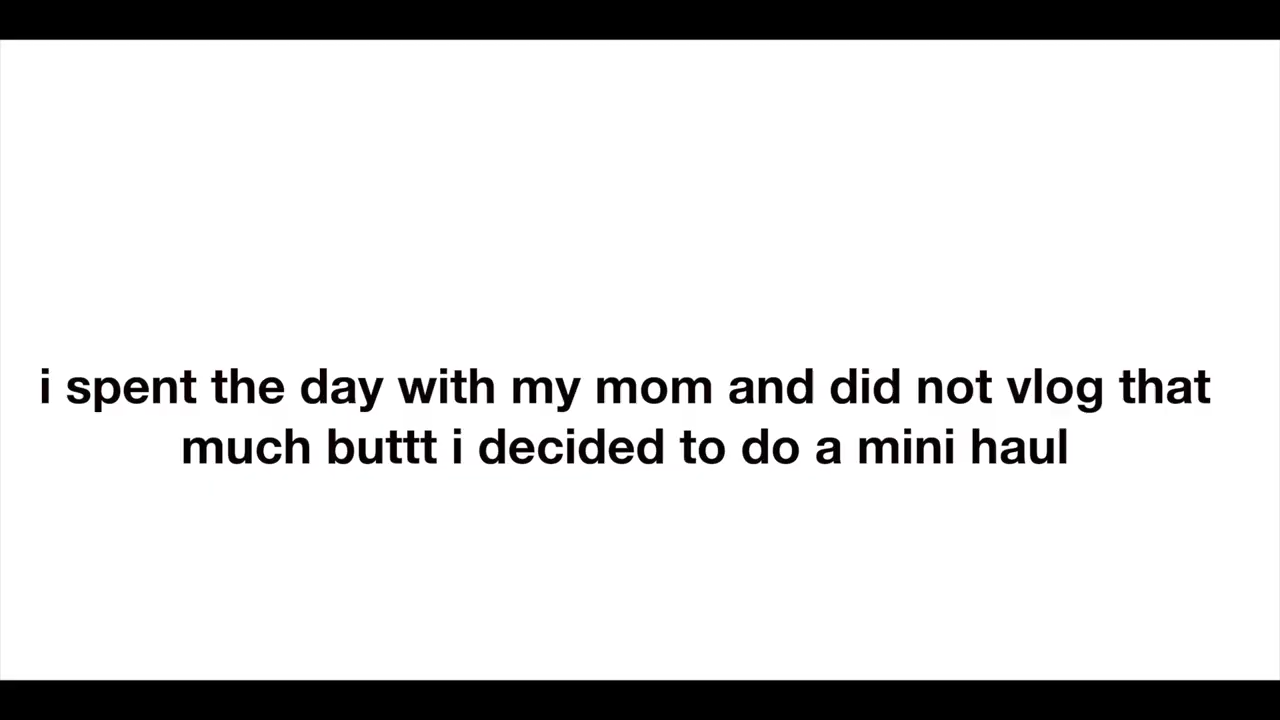 i spent the day with my mom and did not vlog that
much buttt i decided to do a mini haul